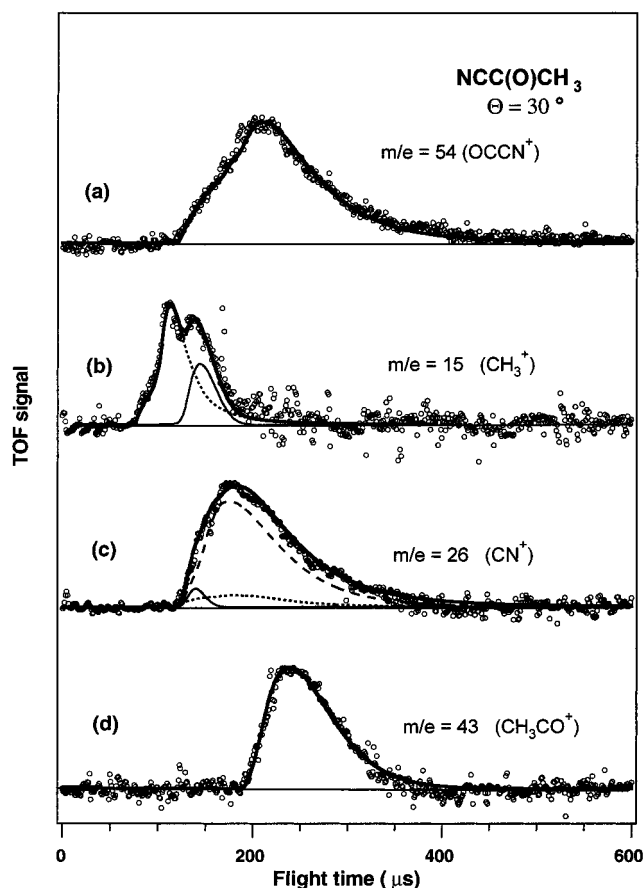 NCC(O)CH3
Θ = 30 °
m/e = 54 (OCCN+)
(a)
(b)
m/e = 15 (CH3+)
TOF signal
(c)
m/e = 26 (CN+)
(d)
m/e = 43 (CH3CO+)
0 200 400 600
Flight time ( μs)